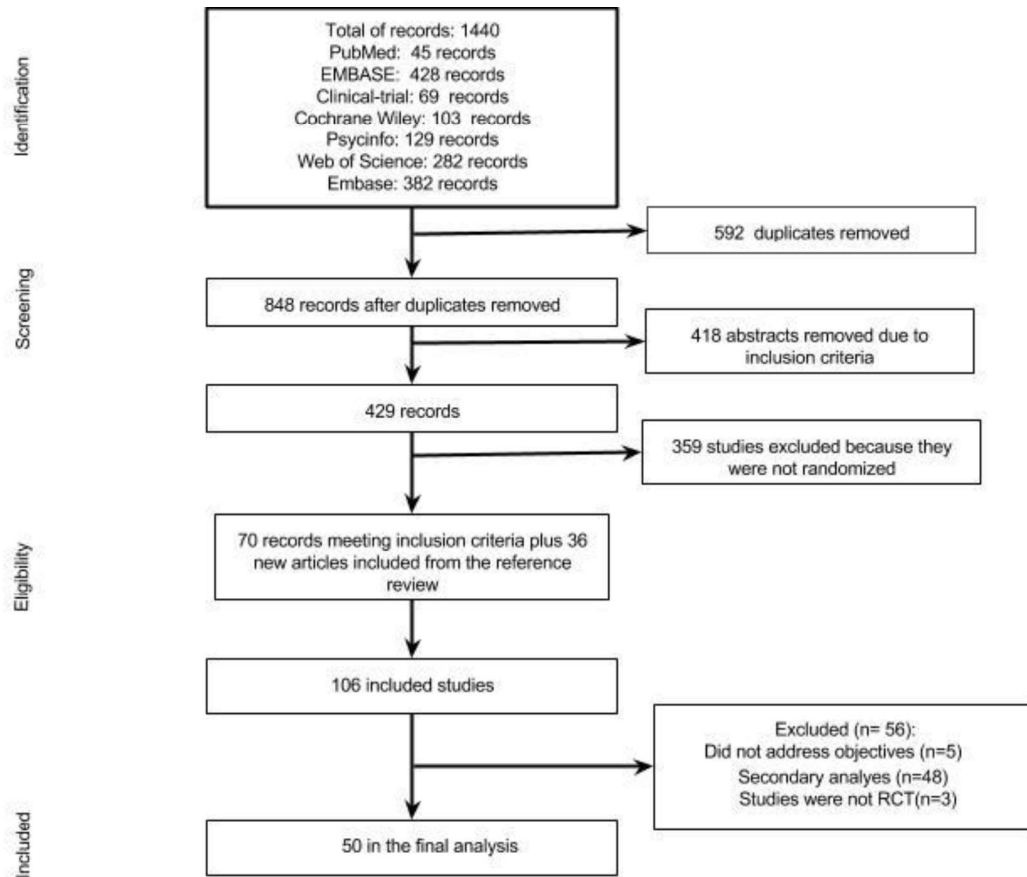 Identification
Total of records: 1440
PubMed: 45 records
EMBASE: 428 records
Clinical-trial: 69 records
Cochrane Wiley: 103 records
Psycinfo: 129 records
Web of Science: 282 records
Embase: 382 records
592 duplicates removed
Screening
848 records after duplicates removed
418 abstracts removed due to
inclusion criteria
429 records
359 studies excluded because they
were not randomized
Eligibility
70 records meeting inclusion criteria plus 36
new articles included from the reference
review
106 included studies
Excluded (n= 56):
Did not address objectives (n=5)
Secondary analyes (n=48)
Studies were not RCT(n=3)
Included
50 in the final analysis